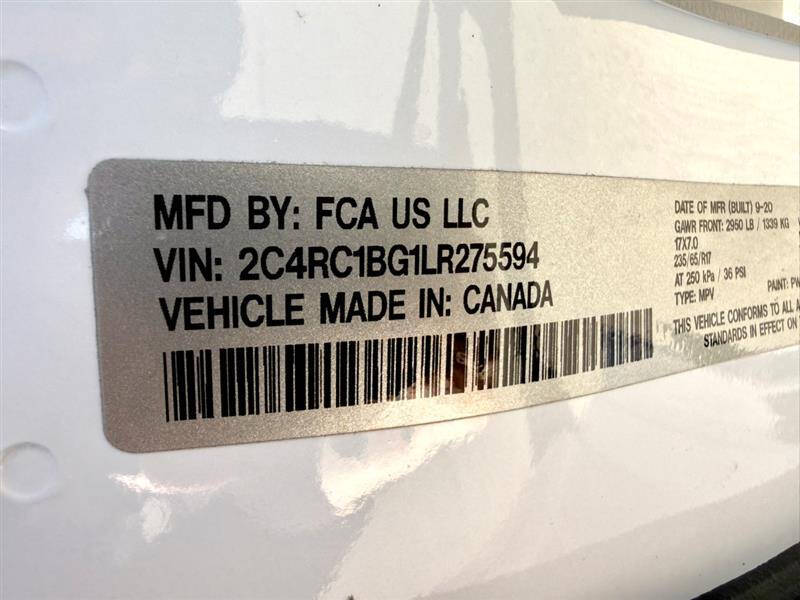 MFD BY: FCA US LLC
VIN: 2C4RC1BG1LR275594
VEHICLE MADE IN: CANADA
DATE OF MFR (BUILT) 9-20
GAWR FRONT: 2950 LB / 1339 KG
17X7.0
235/65/R17
AT 250 kPa / 36 PSI
TYPE: MPV PAINT: PW
THIS VEHICLE CONFORMS TO ALL A
STANDARDS IN EFFECT ON